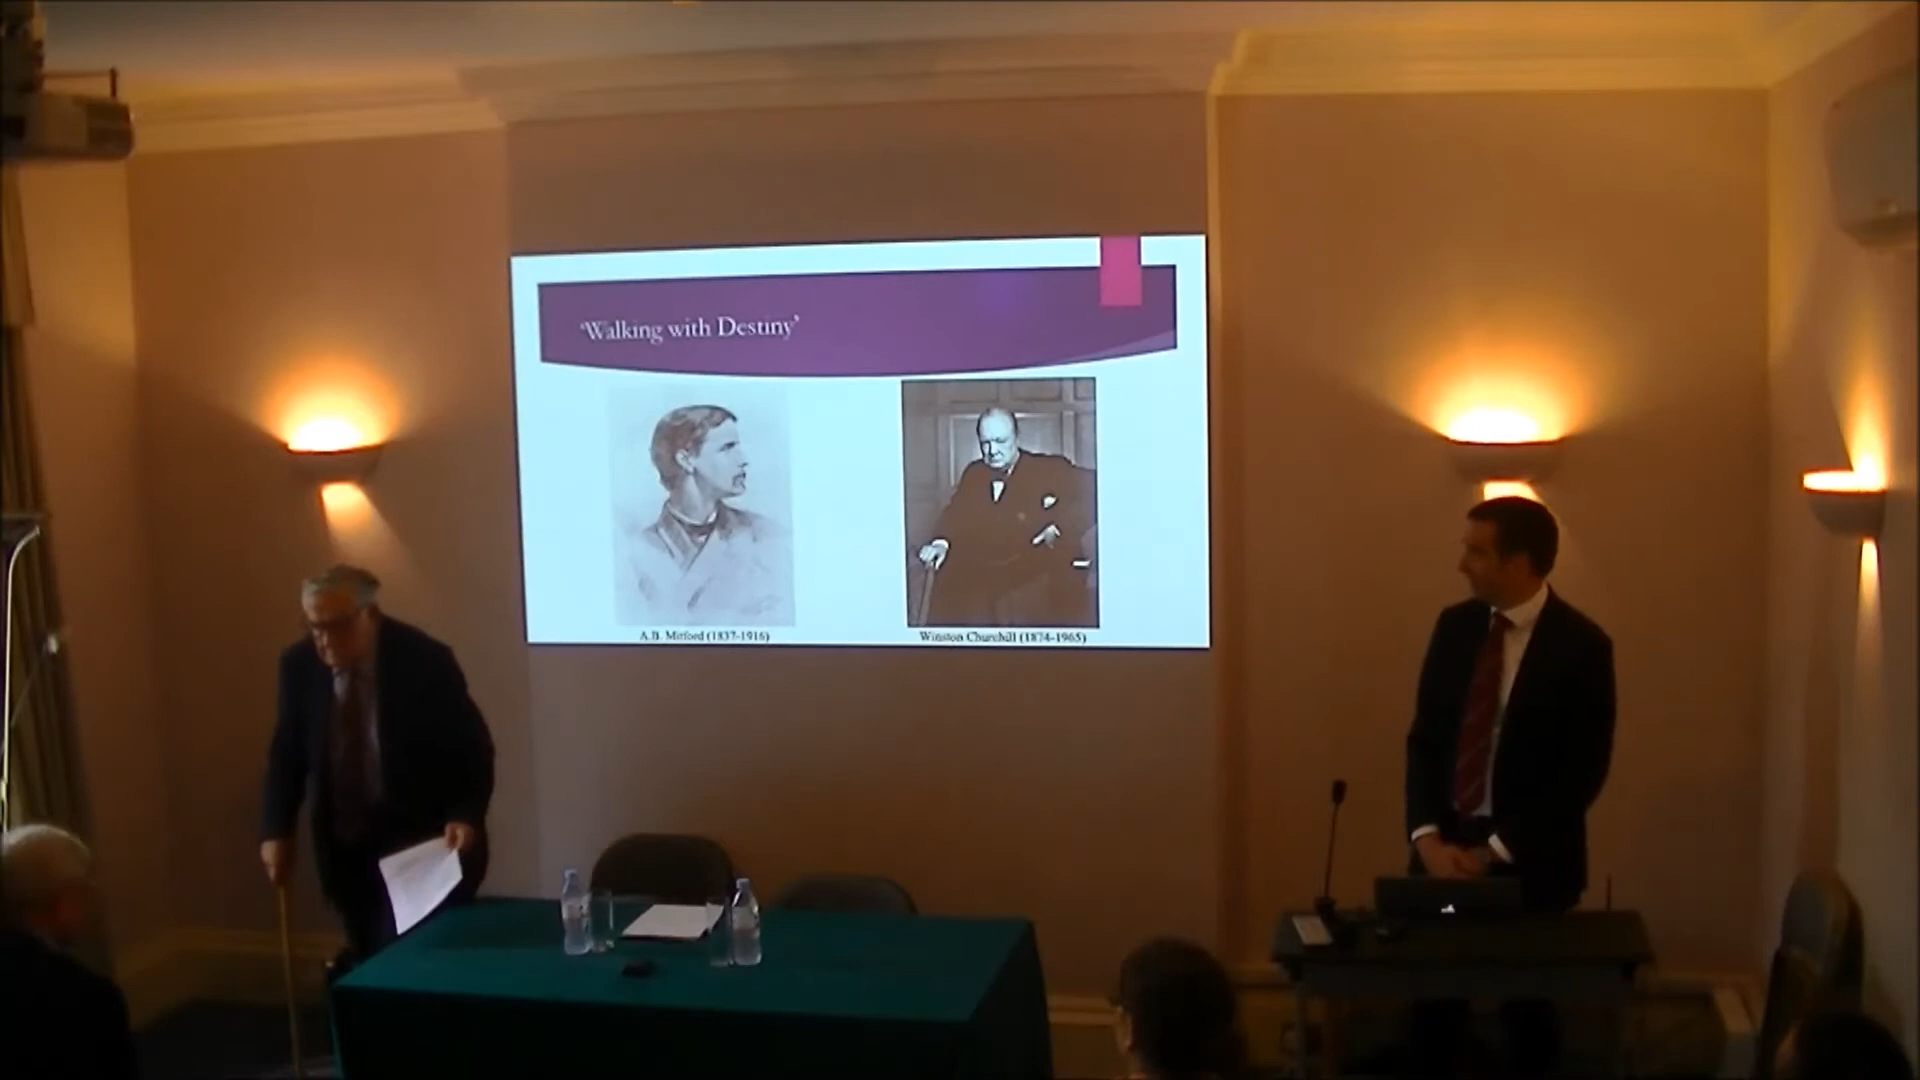 ‘Walking with Destiny’
A.B. Mitford (1837-1916)
Winston Churchill (1874-1965)